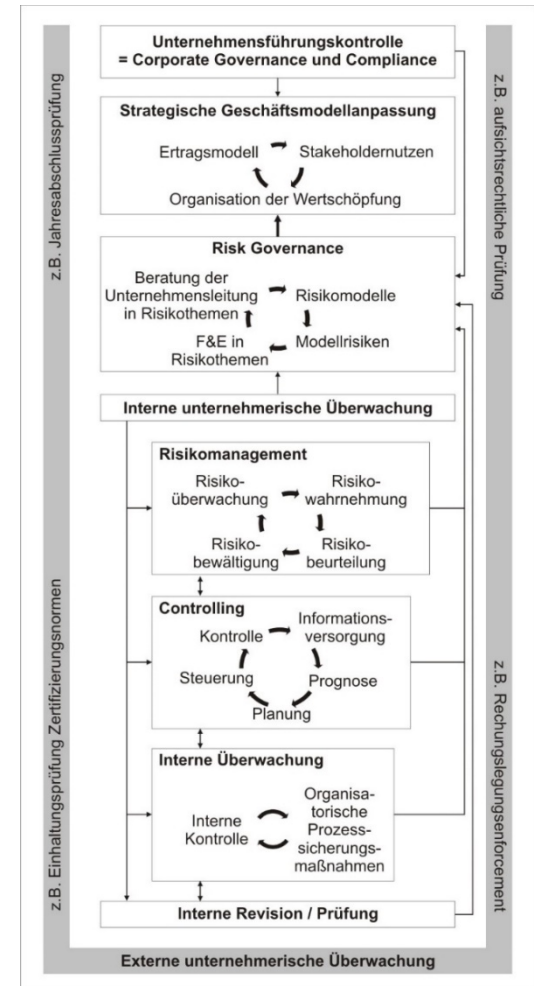 Unternehmensführungskontrolle
= Corporate Governance und Compliance
Strategische Geschäftsmodellanpassung
Ertragsmodell
Stakeholdernutzen
Organisation der Wertschöpfung
Risk Governance
Beratung der
Unternehmensleitung
in Risikothemen
Risikomodelle
F&E in
Risikothemen
Modellrisiken
Interne unternehmerische Überwachung
Risikomanagement
Risiko-
überwachung
Risiko-
wahrnehmung
Risiko-
bewältigung
Risiko-
beurteilung
Controlling
Kontrolle
Informations-
versorgung
Steuerung
Prognose
Planung
Interne Überwachung
Interne
Kontrolle
Organisa-
torische
Prozess-
sicherungs-
maßnahmen
Interne Revision / Prüfung
Externe unternehmerische Überwachung
z.B. Jahresabschlussprüfung
z.B. Einhaltungsprüfung Zertifizierungsnormen
z.B. aufsichtsrechtliche Prüfung
z.B. Rechungslegungsenforcement